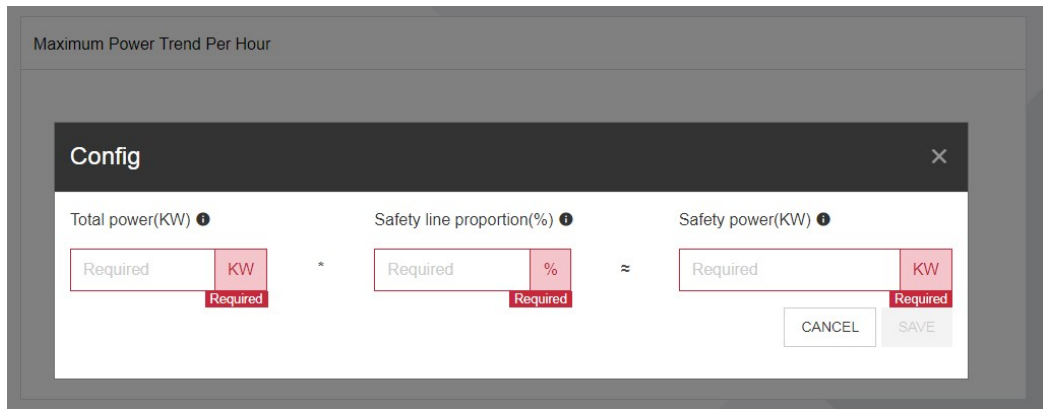 Maximum Power Trend Per Hour
Config ×
Total power(KW) Safety line proportion(%) Safety power(KW)
Required KW * Required % ≈ Required KW
Required Required Required
CANCEL SAVE